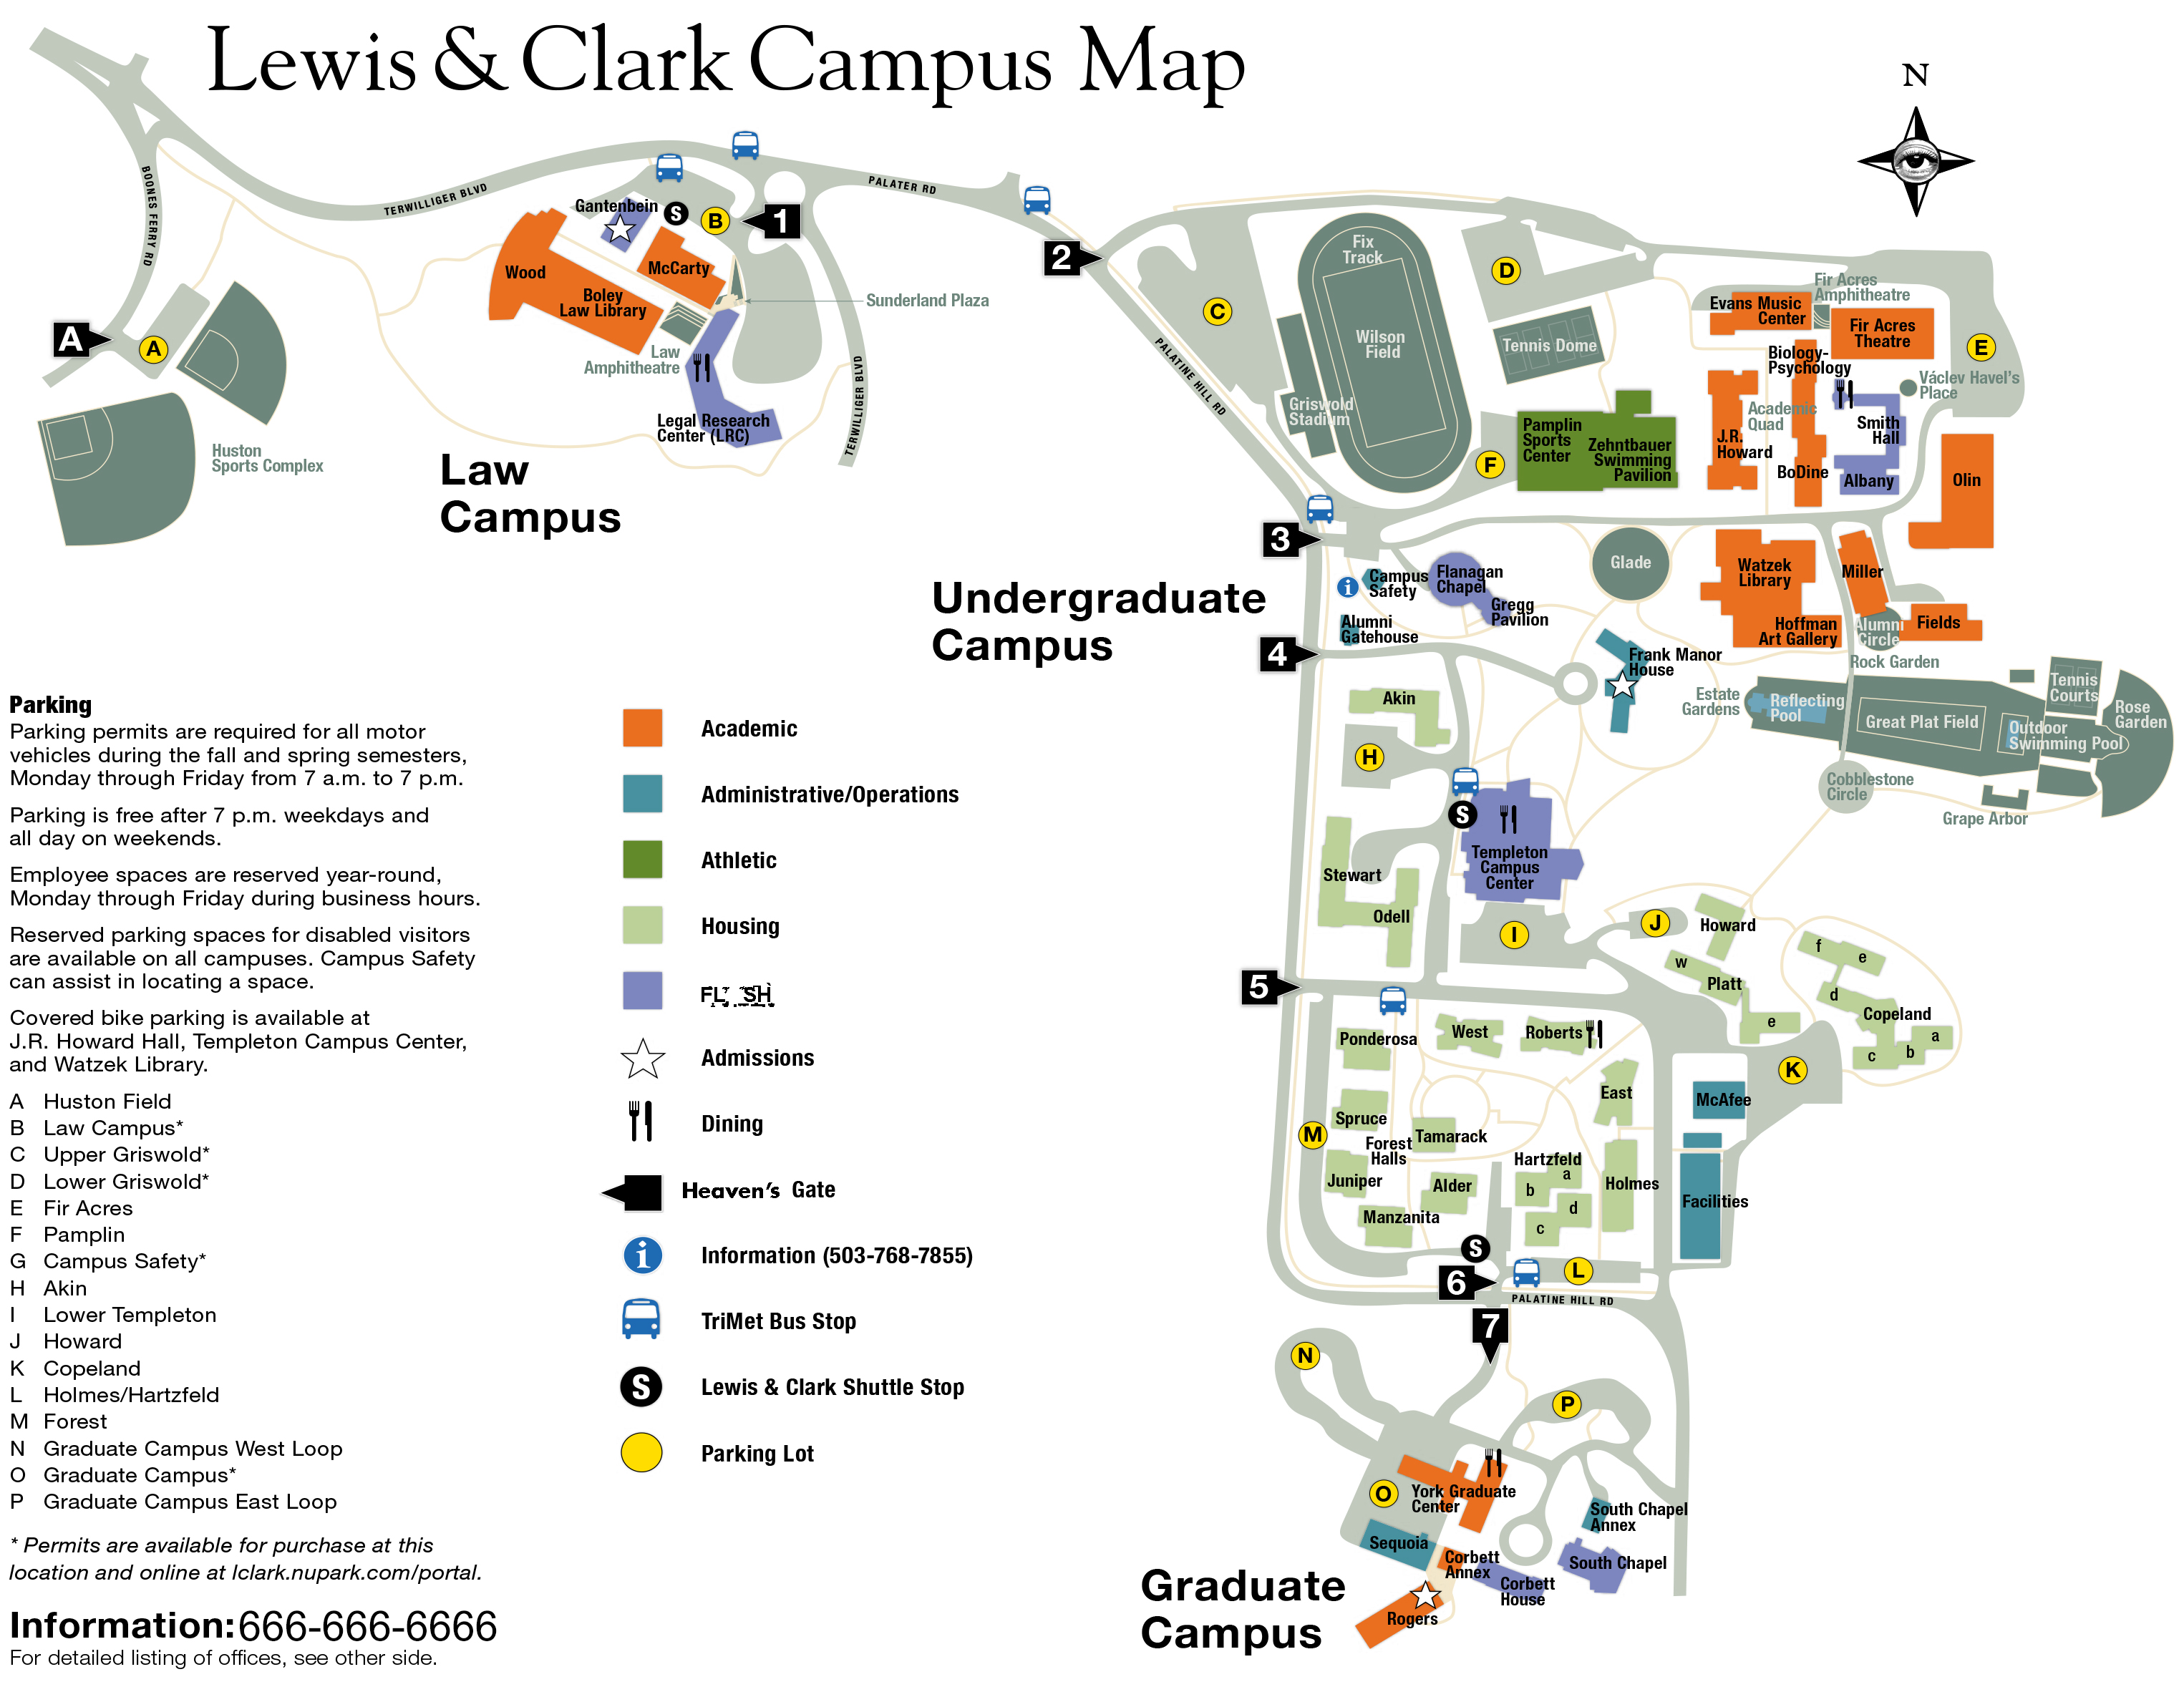 Lewis & Clark Campus Map
N
BOONES FERRY RD
TERWILLIGER BLVD
PALATER RD
TERWILLIGER BLVD
PALATINE HILL RD
Gantenbein
S
B
1
Wood
McCarty
Boley
Law Library
Sunderland Plaza
Law
Amphitheatre
Legal Research
Center (LRC)
A
A
Huston
Sports Complex
Law
Campus
2
C
Fix
Track
Wilson
Field
Griswold
Stadium
D
Tennis Dome
F
Pamplin
Sports
Center
Zehntbauer
Swimming
Pavilion
Fir Acres
Amphitheatre
Evans Music
Center
Fir Acres
Theatre
E
Biology-
Psychology
Václev Havel's
Place
Academic
Quad
J.R.
Howard
Smith
Hall
BoDine
Albany
Olin
3
Undergraduate
Campus
i
Campus
Safety
Flanagan
Chapel
Gregg
Pavilion
Alumni
Gatehouse
Glade
Watzek
Library
Miller
Hoffman
Art Gallery
Alumni
Circle
Fields
Rock Garden
4
Frank Manor
House
Estate
Gardens
Reflecting
Pool
Great Plat Field
Tennis
Courts
Rose
Garden
Outdoor
Swimming Pool
Cobblestone
Circle
Grape Arbor
Akin
H
S
Templeton
Campus
Center
Stewart
Odell
I
J
Howard
w
Platt
e
f
e
d
Copeland
a
b
c
5
Ponderosa
West
Roberts
K
East
McAfee
Spruce
M
Forest
Halls
Tamarack
Juniper
Hartzfeld
a
b
d
c
Holmes
Alder
Manzanita
Facilities
S
6
L
PALATINE HILL RD
7
N
P
O
York Graduate
Center
Sequoia
Corbett
Annex
Corbett
House
South Chapel
Annex
South Chapel
Rogers
Graduate
Campus
Parking
Parking permits are required for all motor
vehicles during the fall and spring semesters,
Monday through Friday from 7 a.m. to 7 p.m.
Parking is free after 7 p.m. weekdays and
all day on weekends.
Employee spaces are reserved year-round,
Monday through Friday during business hours.
Reserved parking spaces for disabled visitors
are available on all campuses. Campus Safety
can assist in locating a space.
Covered bike parking is available at
J.R. Howard Hall, Templeton Campus Center,
and Watzek Library.
A Huston Field
B Law Campus*
C Upper Griswold*
D Lower Griswold*
E Fir Acres
F Pamplin
G Campus Safety*
H Akin
I Lower Templeton
J Howard
K Copeland
L Holmes/Hartzfeld
M Forest
N Graduate Campus West Loop
O Graduate Campus*
P Graduate Campus East Loop
* Permits are available for purchase at this
location and online at lclark.nupark.com/portal.
Information:666-666-6666
For detailed listing of offices, see other side.
Academic
Administrative/Operations
Athletic
Housing
Admissions
Dining
Heaven's Gate
i
Information (503-768-7855)
TriMet Bus Stop
S
Lewis & Clark Shuttle Stop
Parking Lot